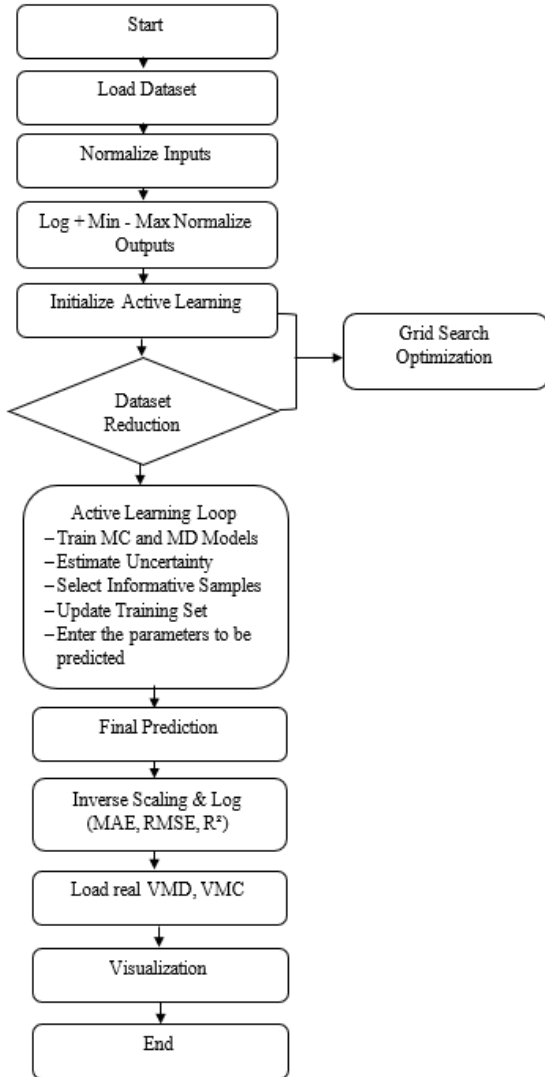 Start
Load Dataset
Normalize Inputs
Log + Min - Max Normalize
Outputs
Initialize Active Learning
Grid Search
Optimization
Dataset
Reduction
Active Learning Loop
–Train MC and MD Models
–Estimate Uncertainty
–Select Informative Samples
–Update Training Set
–Enter the parameters to be
predicted
Final Prediction
Inverse Scaling & Log
(MAE, RMSE, R²)
Load real VMD, VMC
Visualization
End